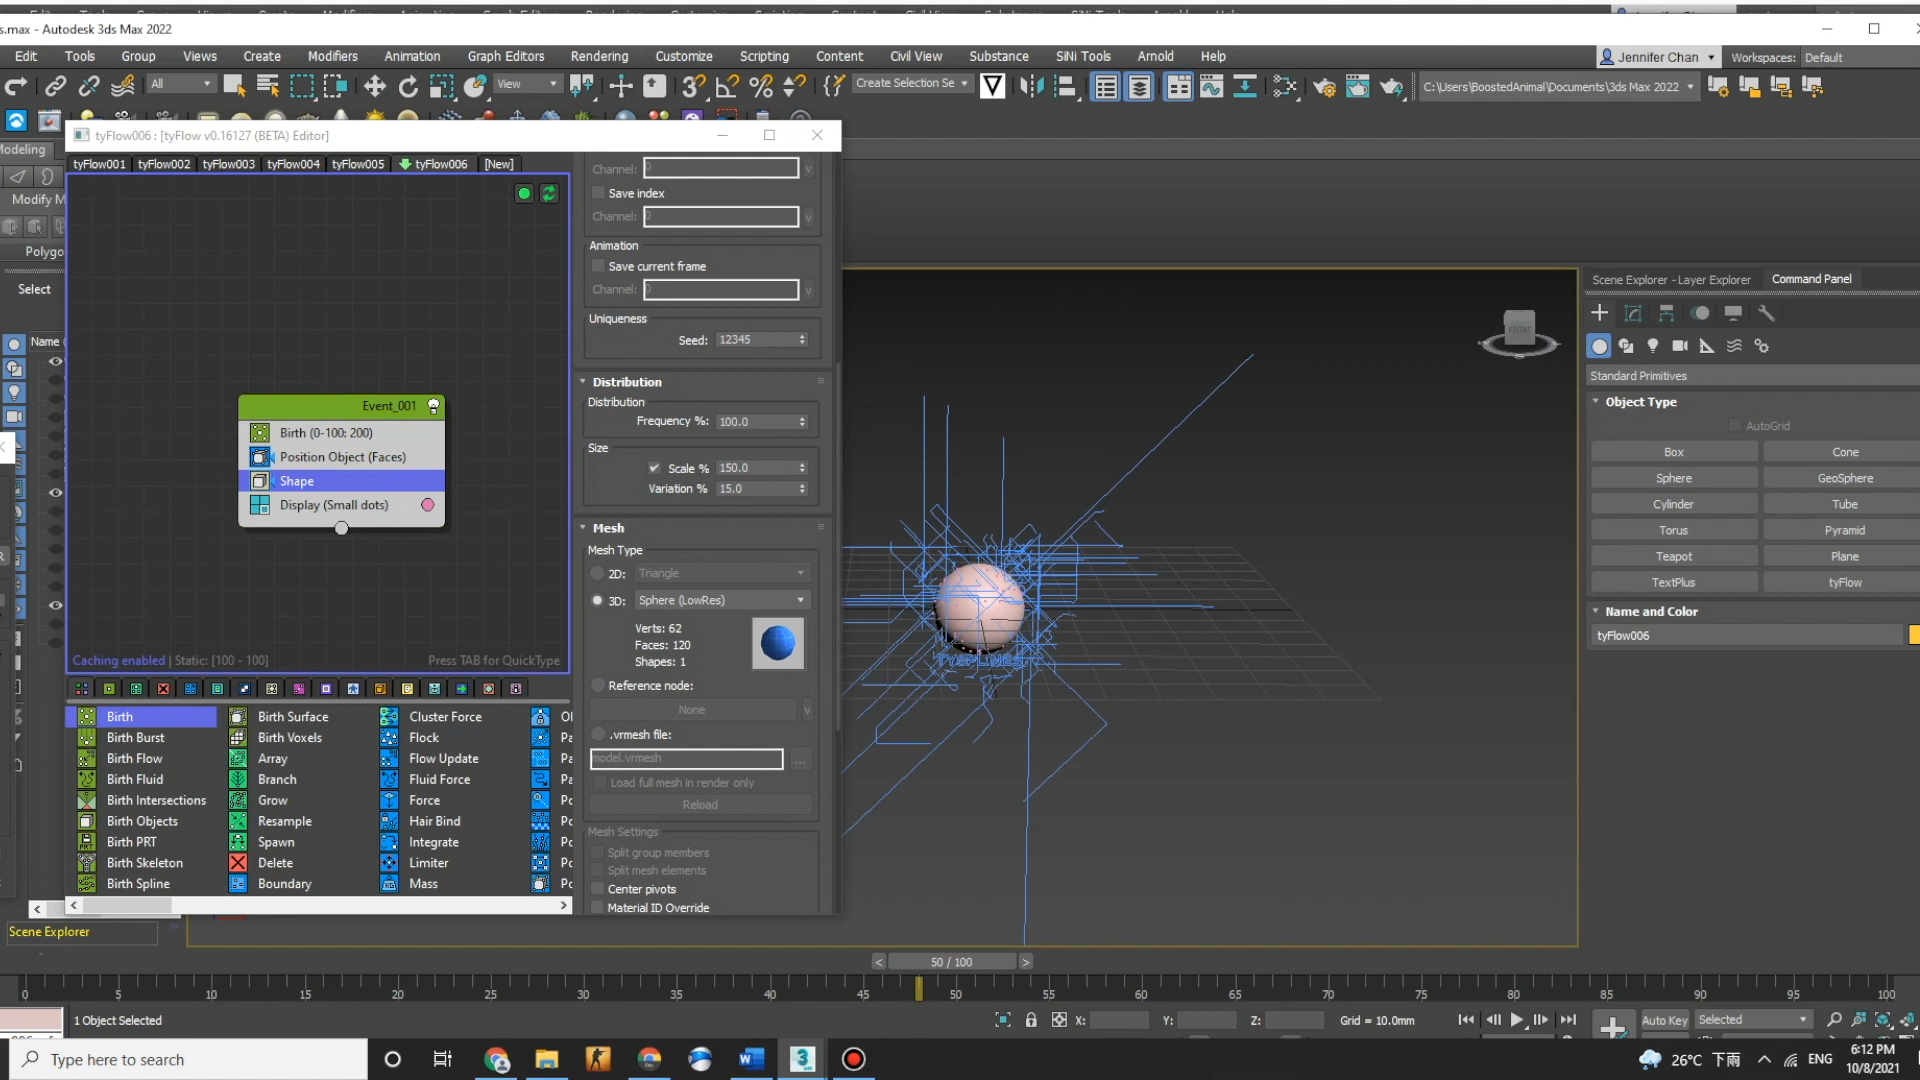 s.max - Autodesk 3ds Max 2022
Edit Tools Group Views Create Modifiers Animation Graph Editors Rendering Customize Scripting Content Civil View Substance SiNi Tools Arnold Help
Jennifer Chan Workspaces: Default
All View Create Selection Se C:\Users\BoostedAnimal\Documents\3ds Max 2022
tyFlow006 : [tyFlow v0.16127 (BETA) Editor]
Modeling
tyFlow001 tyFlow002 tyFlow003 tyFlow004 tyFlow005 tyFlow006 [New]
Modify M
Polygo
Select
Name (
Event_001
Birth (0-100: 200)
Position Object (Faces)
Shape
Display (Small dots)
Caching enabled | Static: [100 - 100] Press TAB for QuickType
Birth
Birth Burst
Birth Flow
Birth Fluid
Birth Intersections
Birth Objects
Birth PRT
Birth Skeleton
Birth Spline
Birth Surface
Birth Voxels
Array
Branch
Grow
Resample
Spawn
Delete
Boundary
Cluster Force
Flock
Flow Update
Fluid Force
Force
Hair Bind
Integrate
Limiter
Mass
Channel: 0
Save index
Channel: 0
Animation
Save current frame
Channel: 0
Uniqueness
Seed: 12345
Distribution
Distribution
Frequency %: 100.0
Size
Scale % 150.0
Variation % 15.0
Mesh
Mesh Type
2D: Triangle
3D: Sphere (LowRes)
Verts: 62
Faces: 120
Shapes: 1
Reference node:
None
.vrmesh file:
model.vrmesh
Load full mesh in render only
Reload
Mesh Settings
Split group members
Split mesh elements
Center pivots
Material ID Override
TYSPLINES
FRONT
Scene Explorer - Layer Explorer Command Panel
Standard Primitives
Object Type
AutoGrid
Box Cone
Sphere GeoSphere
Cylinder Tube
Torus Pyramid
Teapot Plane
TextPlus tyFlow
Name and Color
tyFlow006
Scene Explorer
< 50 / 100 >
0 5 10 15 20 25 30 35 40 45 50 55 60 65 70 75 80 85 90 95 100
1 Object Selected X: Y: Z: Grid = 10.0mm Auto Key Selected
Type here to search
26°C 下雨 ENG
6:12 PM
10/8/2021